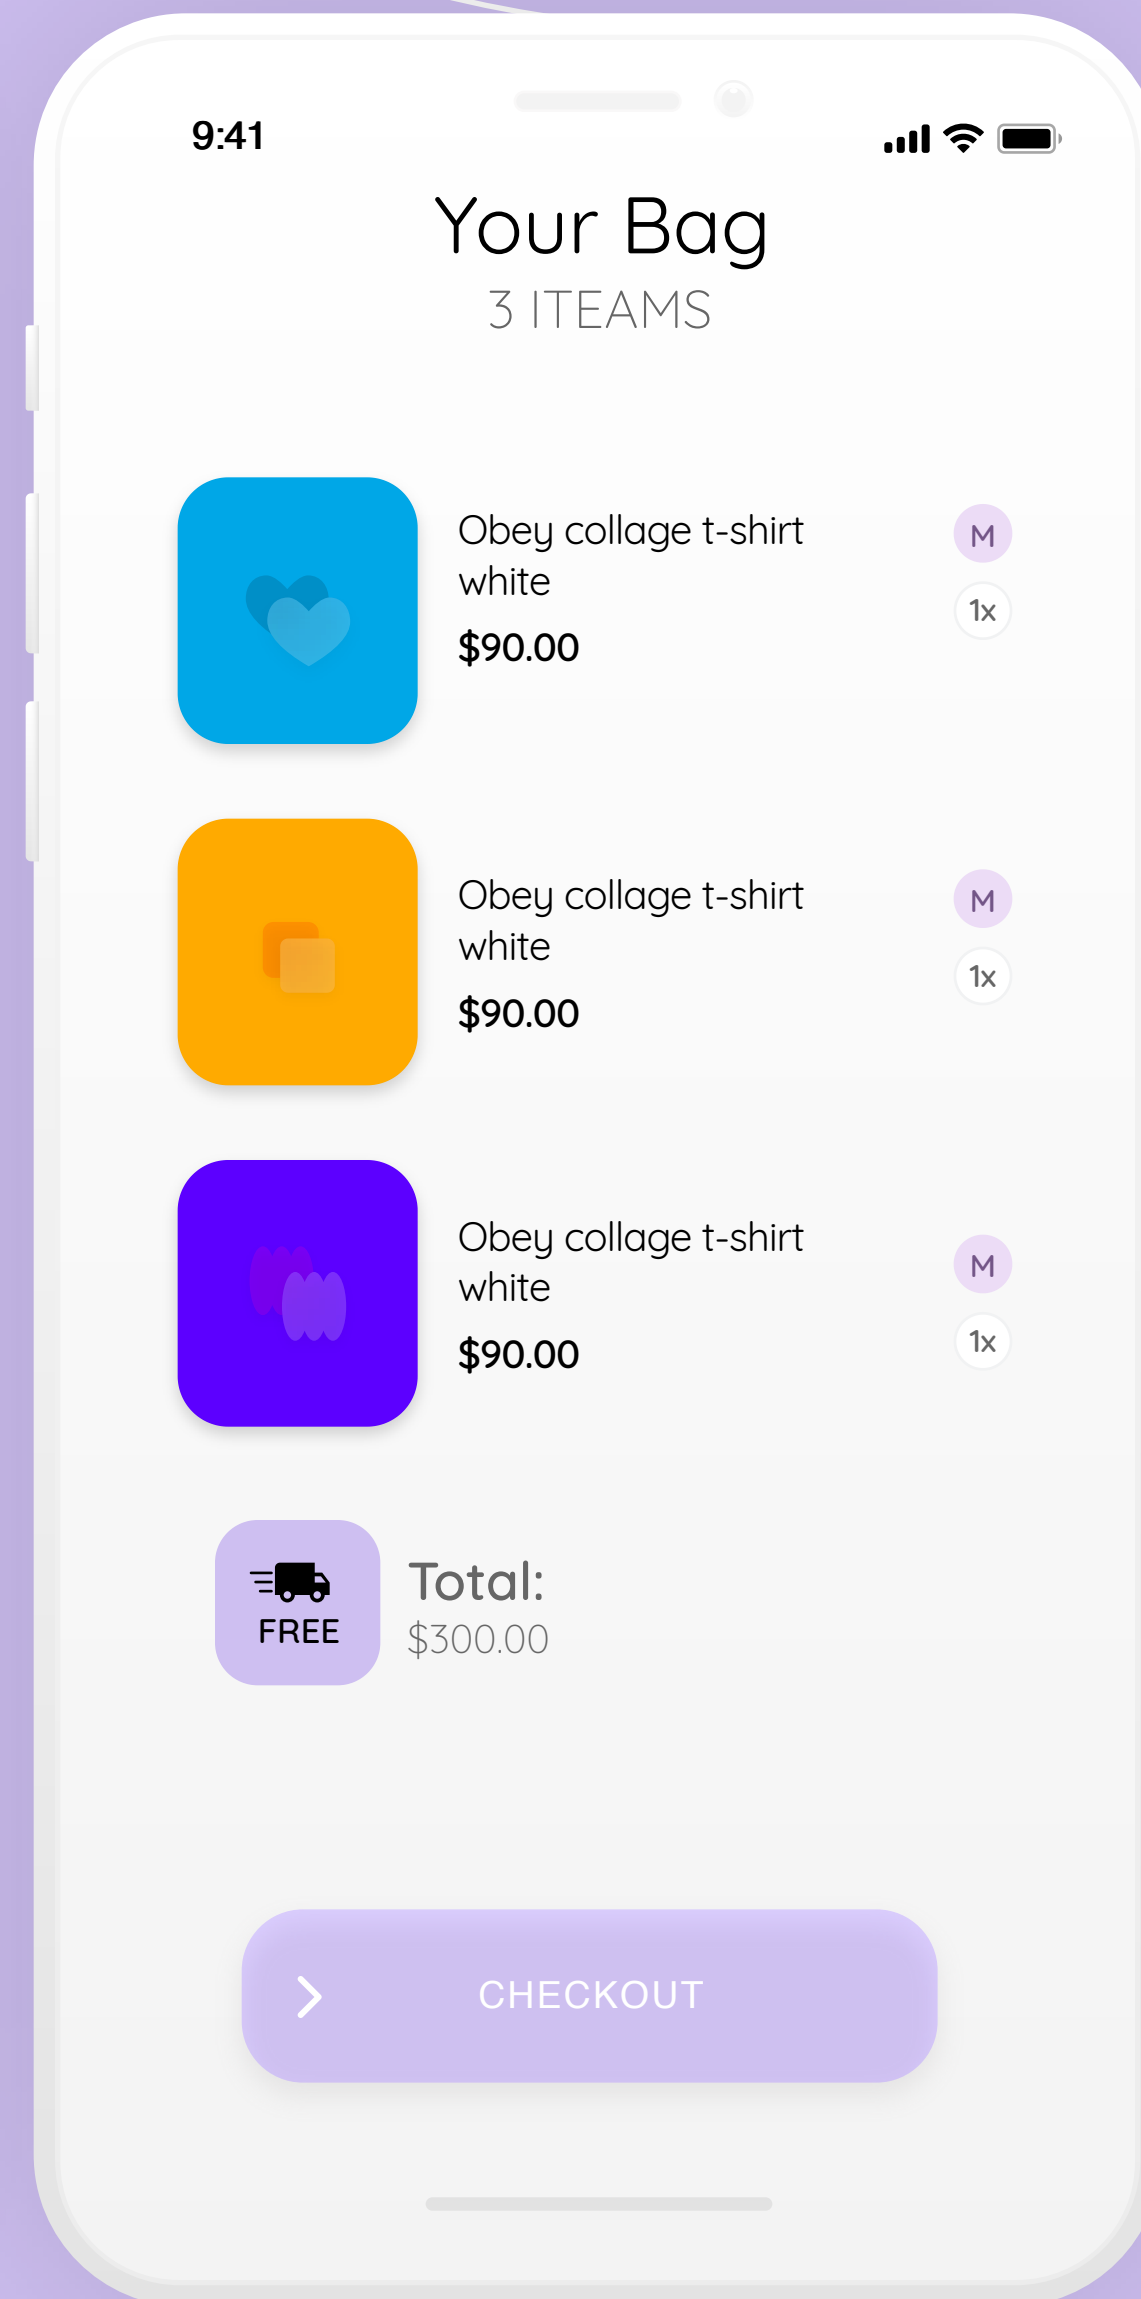 9:41
Your Bag
3 ITEAMS
Obey collage t-shirt
white
$90.00
M
1x
Obey collage t-shirt
white
$90.00
M
1x
Obey collage t-shirt
white
$90.00
M
1x
FREE
Total:
$300.00
CHECKOUT